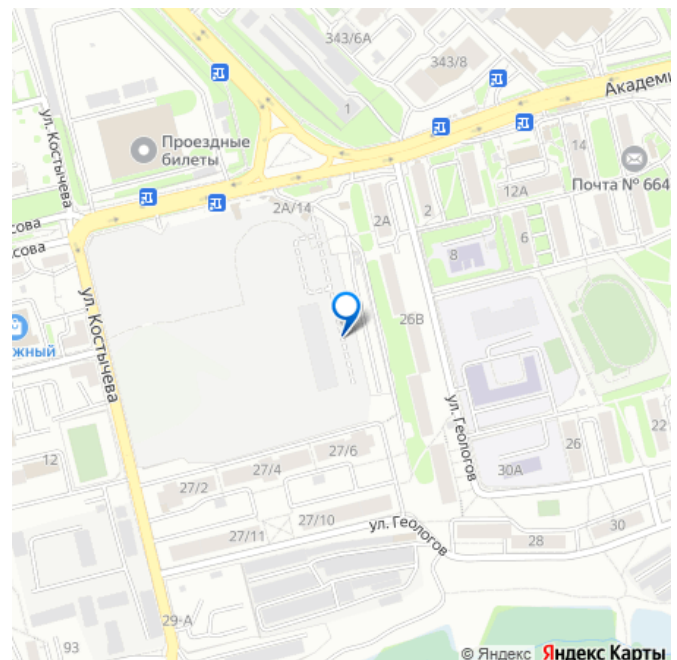 343/6А
343/8
1
Академи
ул. Костычева
Проездные
билеты
14
Почта № 664
12А
2А/14
2А
2
6
8
сова
сова
ул. Костычева
26В
жный
ул. Геологов
22
26
12
27/6
27/4
30А
27/2
27/10
ул. Геологов
30
27/11
28
29-А
93
© Яндекс Яндекс Карты